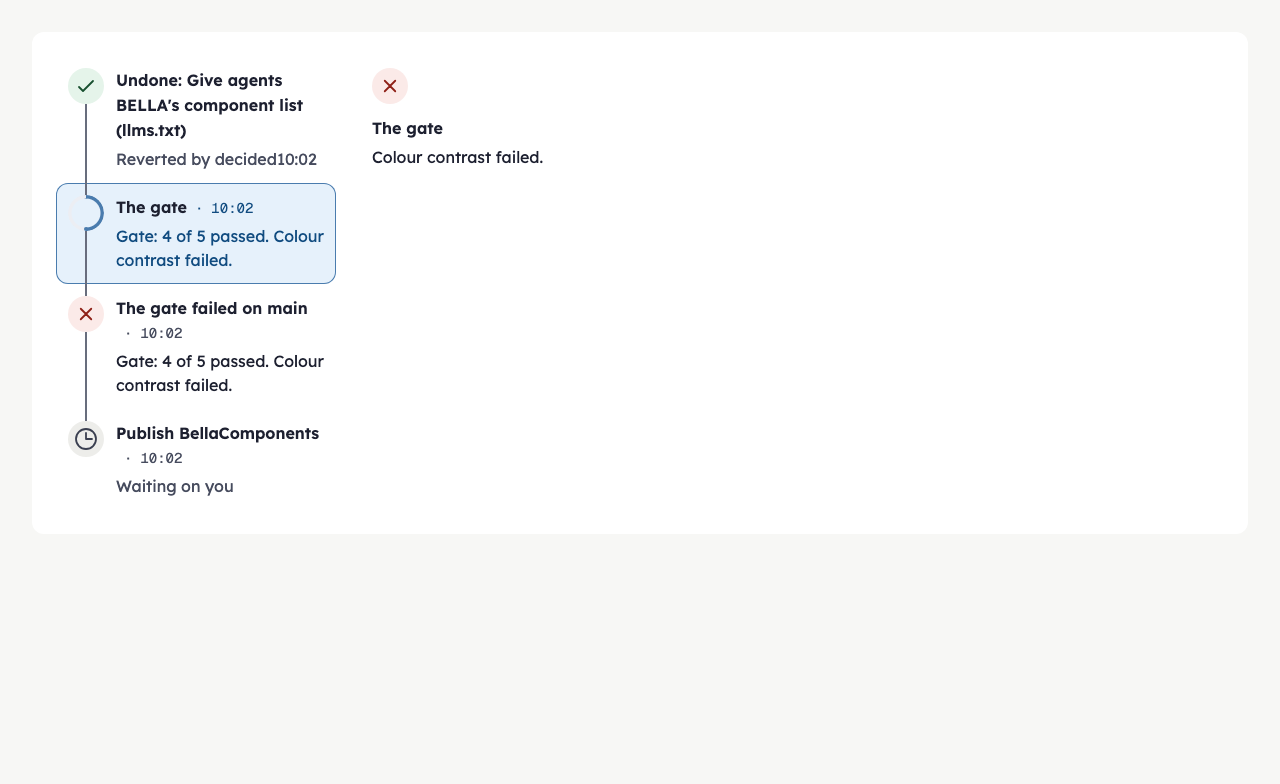 Undone: Give agents
BELLA's component list
(llms.txt)
Reverted by decided10:02
The gate · 10:02
Gate: 4 of 5 passed. Colour
contrast failed.
The gate failed on main
· 10:02
Gate: 4 of 5 passed. Colour
contrast failed.
Publish BellaComponents
· 10:02
Waiting on you
The gate
Colour contrast failed.